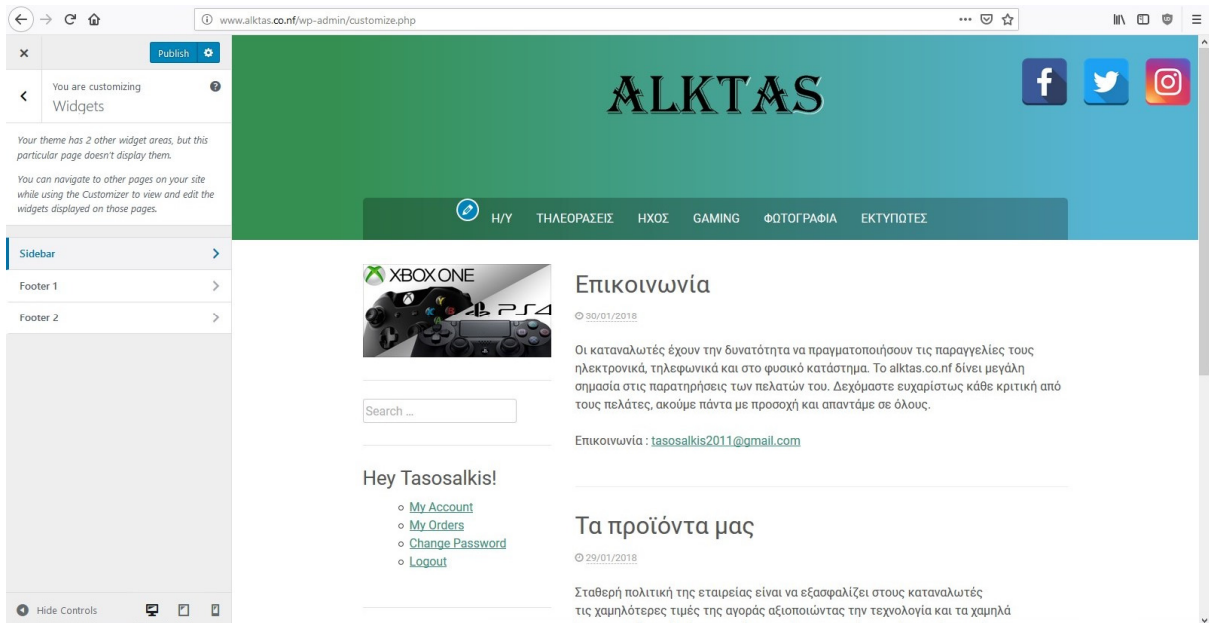 www.alktas.co.nf/wp-admin/customize.php
Publish
You are customizing
Widgets
Your theme has 2 other widget areas, but this
particular page doesn't display them.
You can navigate to other pages on your site
while using the Customizer to view and edit the
widgets displayed on those pages.
Sidebar
Footer 1
Footer 2
Hide Controls
ALKTAS
Η/Υ ΤΗΛΕΟΡΑΣΕΙΣ ΗΧΟΣ GAMING ΦΩΤΟΓΡΑΦΙΑ ΕΚΤΥΠΩΤΕΣ
XBOX ONE
PS4
Search ...
Hey Tasosalkis!
My Account
My Orders
Change Password
Logout
Επικοινωνία
30/01/2018
Οι καταναλωτές έχουν την δυνατότητα να πραγματοποιήσουν τις παραγγελίες τους
ηλεκτρονικά, τηλεφωνικά και στο φυσικό κατάστημα. Το alktas.co.nf δίνει μεγάλη
σημασία στις παρατηρήσεις των πελατών του. Δεχόμαστε ευχαρίστως κάθε κριτική από
τους πελάτες, ακούμε πάντα με προσοχή και απαντάμε σε όλους.
Επικοινωνία : tasosalkis2011@gmail.com
Τα προϊόντα μας
29/01/2018
Σταθερή πολιτική της εταιρείας είναι να εξασφαλίζει στους καταναλωτές
τις χαμηλότερες τιμές της αγοράς αξιοποιώντας την τεχνολογία και τα χαμηλά